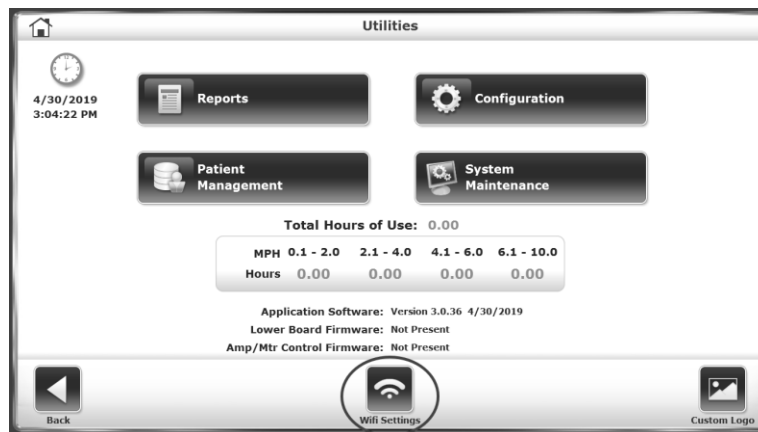 Utilities
4/30/2019
3:04:22 PM
Reports
Configuration
Patient
Management
System
Maintenance
Total Hours of Use: 0.00
MPH 0.1 - 2.0 2.1 - 4.0 4.1 - 6.0 6.1 - 10.0
Hours 0.00 0.00 0.00 0.00
Application Software: Version 3.0.36 4/30/2019
Lower Board Firmware: Not Present
Amp/Mtr Control Firmware: Not Present
Back
Wifi Settings
Custom Logo